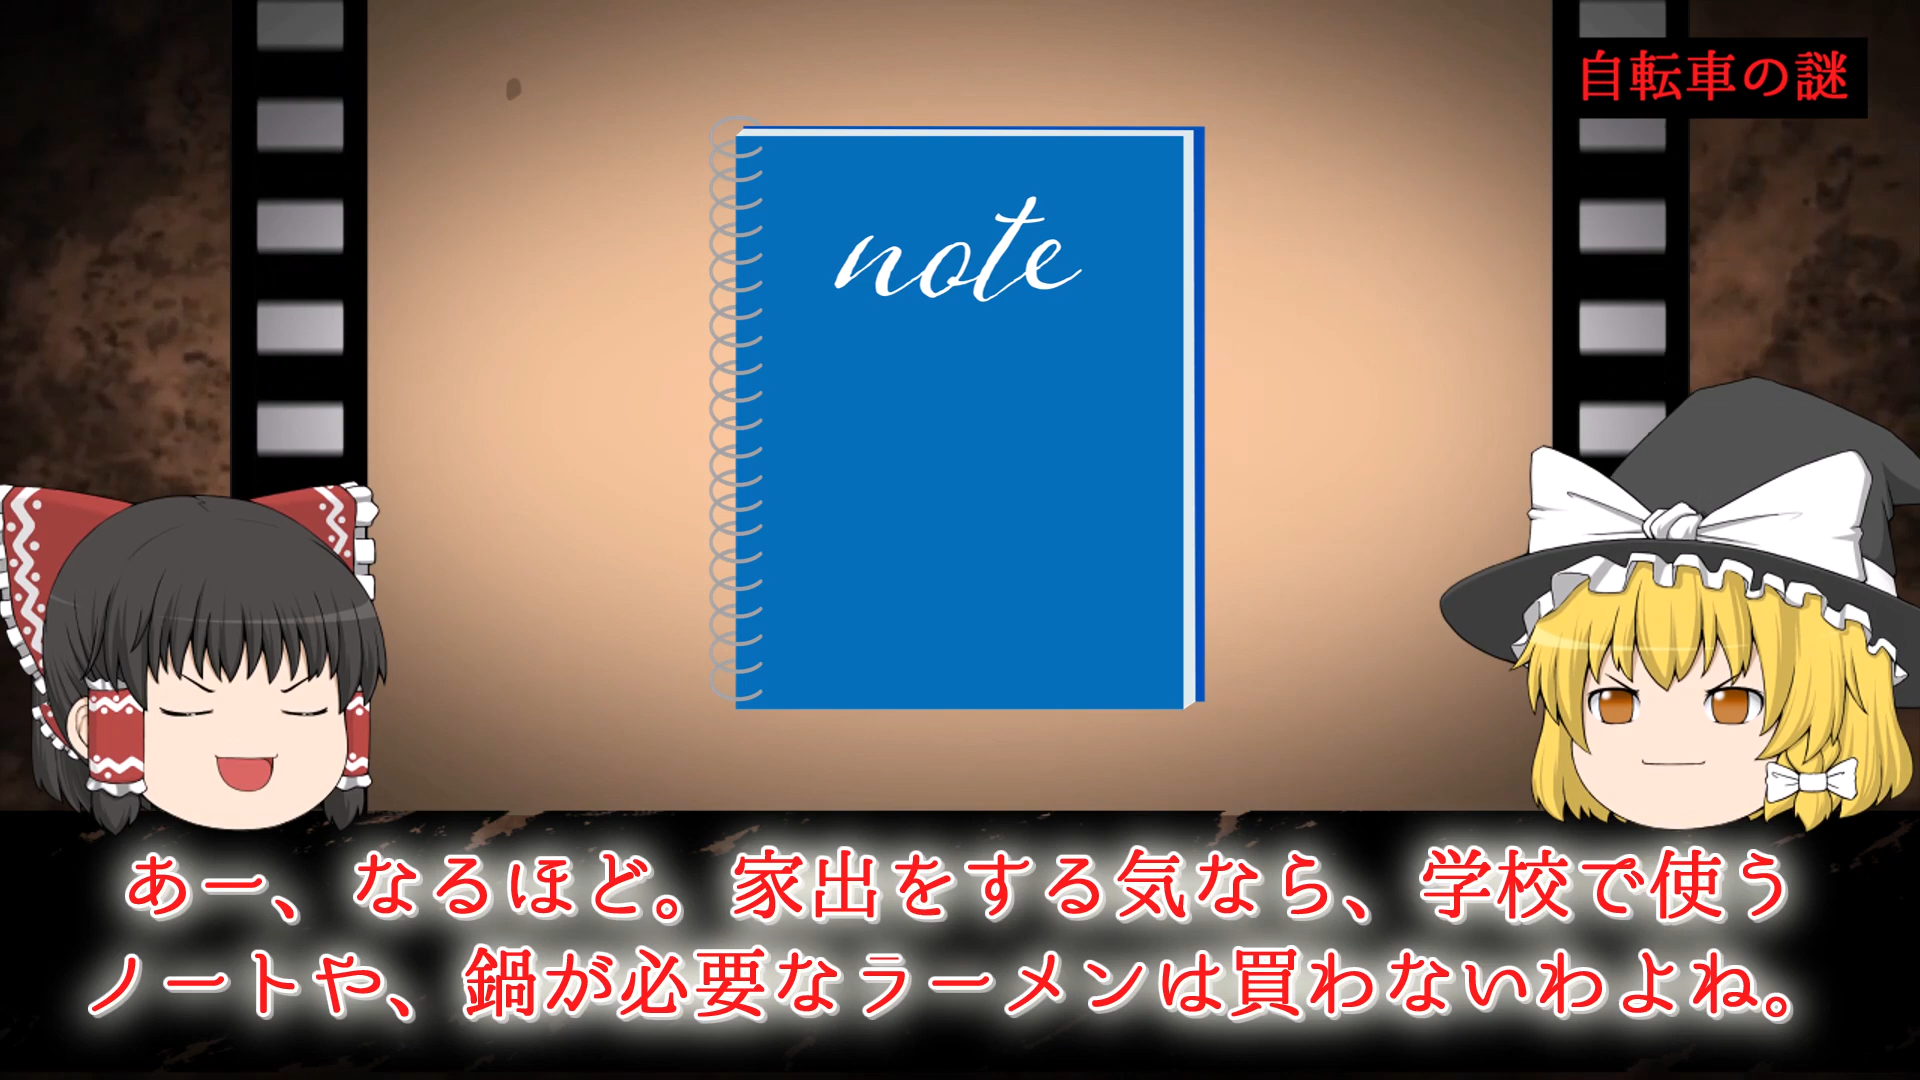 自転車の謎
note
あー、なるほど。家出をする気なら、学校で使う
ノートや、鍋が必要なラーメンは買わないわよね。